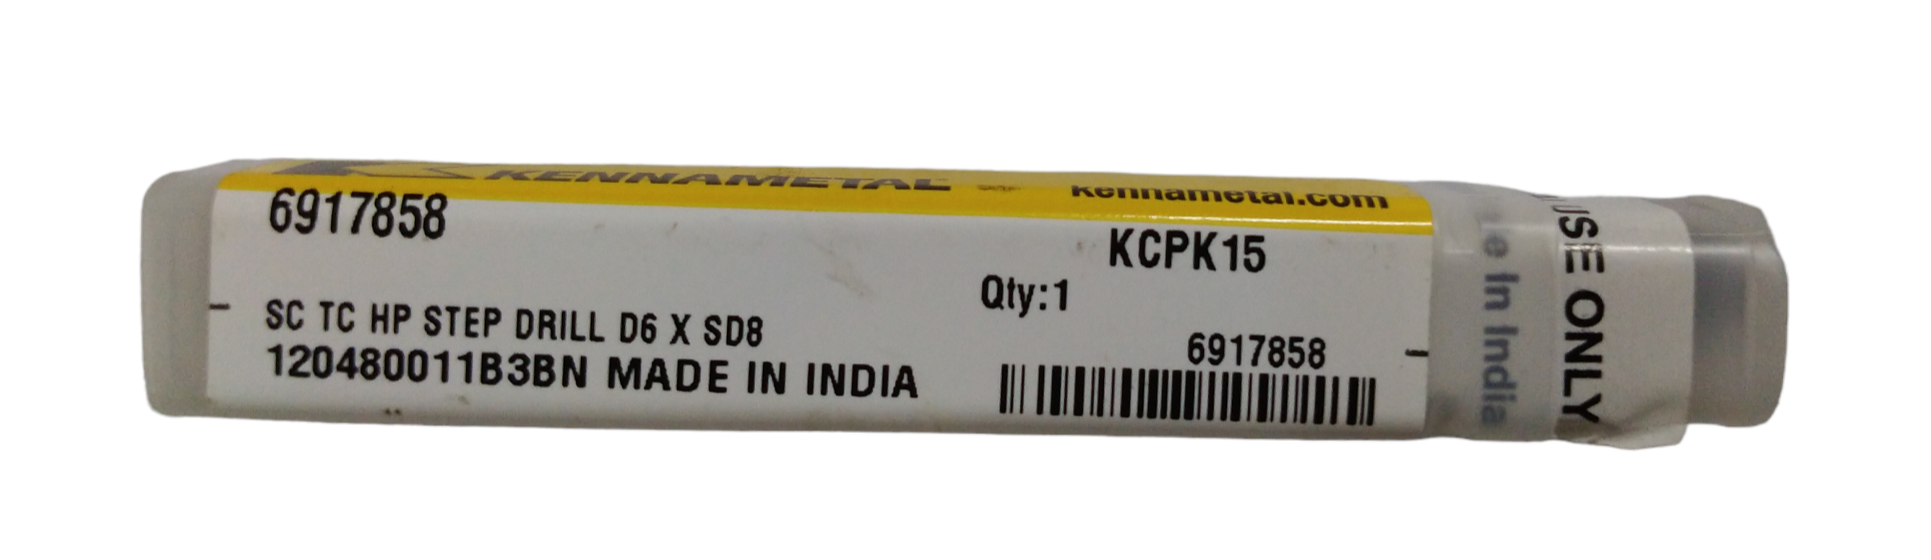 KENNAMETAL
kennametal.com
6917858
KCPK15
Qty:1
SC TC HP STEP DRILL D6 X SD8
6917858
120480011B3BN MADE IN INDIA
e In India
USE ONLY